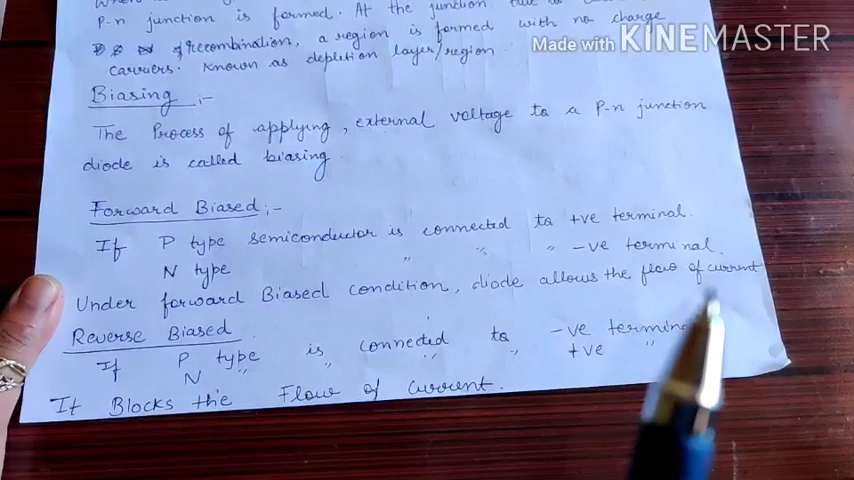 P-n junction is formed. At the junction
of recombination, a region is formed with no charge
carriers. Known as depletion layer/region
Made with KINEMASTER
Biasing :-
The Process of applying, external voltage to a P-n junction
diode is called biasing
Forward Biased :-
If P type semiconductor is connected to +ve terminal.
N type " " " -ve terminal.
Under forward Biased condition, diode allows the flow of current
Reverse Biased
If P type is connected to -ve
N " " " " +ve "
It Blocks the Flow of current.